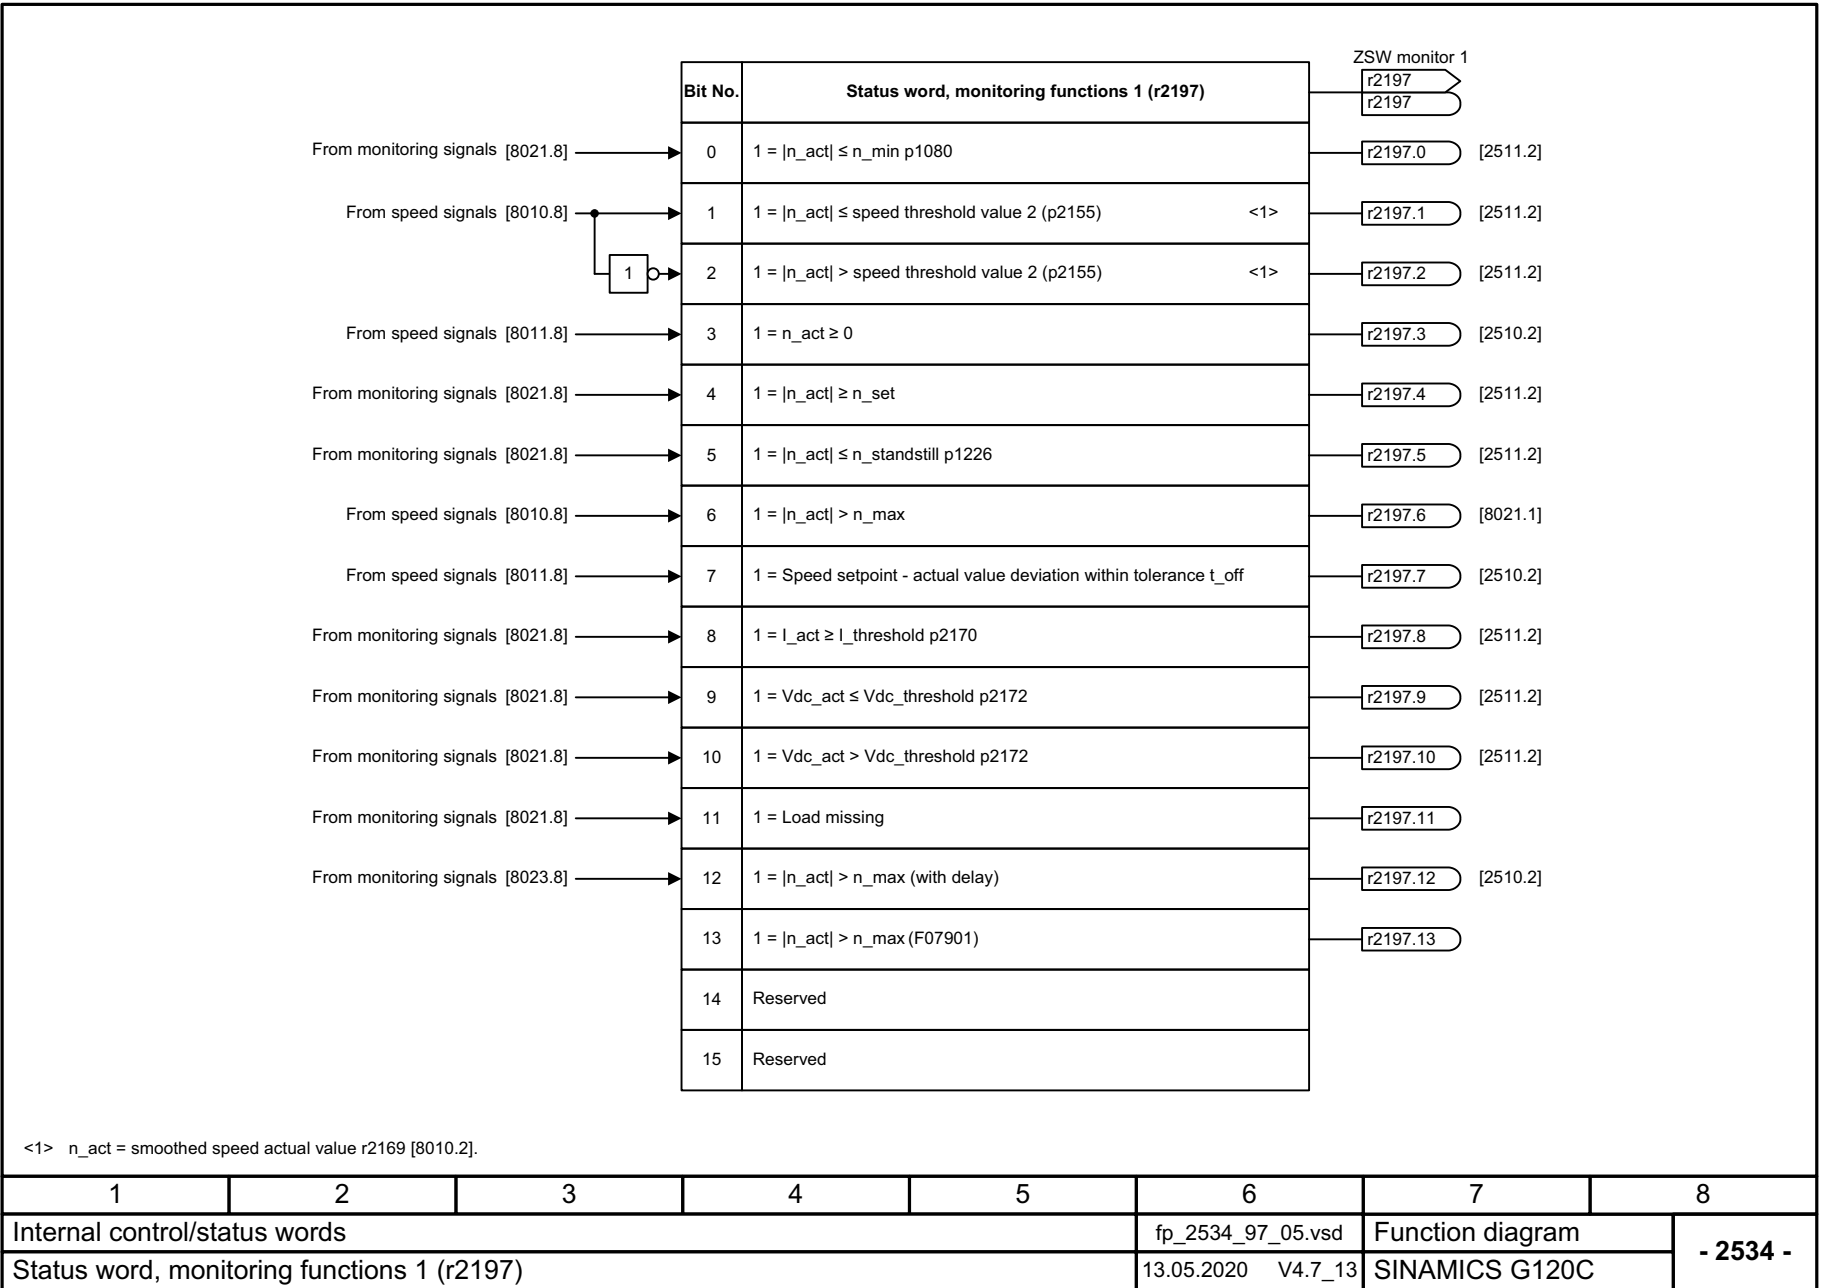 ZSW monitor 1
Bit No. Status word, monitoring functions 1 (r2197) r2197
r2197
From monitoring signals [8021.8] 0 1 = |n_act| ≤ n_min p1080 r2197.0 [2511.2]
From speed signals [8010.8] 1 1 = |n_act| ≤ speed threshold value 2 (p2155) <1> r2197.1 [2511.2]
1 2 1 = |n_act| > speed threshold value 2 (p2155) <1> r2197.2 [2511.2]
From speed signals [8011.8] 3 1 = n_act ≥ 0 r2197.3 [2510.2]
From monitoring signals [8021.8] 4 1 = |n_act| ≥ n_set r2197.4 [2511.2]
From monitoring signals [8021.8] 5 1 = |n_act| ≤ n_standstill p1226 r2197.5 [2511.2]
From speed signals [8010.8] 6 1 = |n_act| > n_max r2197.6 [8021.1]
From speed signals [8011.8] 7 1 = Speed setpoint - actual value deviation within tolerance t_off r2197.7 [2510.2]
From monitoring signals [8021.8] 8 1 = I_act ≥ I_threshold p2170 r2197.8 [2511.2]
From monitoring signals [8021.8] 9 1 = Vdc_act ≤ Vdc_threshold p2172 r2197.9 [2511.2]
From monitoring signals [8021.8] 10 1 = Vdc_act > Vdc_threshold p2172 r2197.10 [2511.2]
From monitoring signals [8021.8] 11 1 = Load missing r2197.11
From monitoring signals [8023.8] 12 1 = |n_act| > n_max (with delay) r2197.12 [2510.2]
13 1 = |n_act| > n_max (F07901) r2197.13
14 Reserved
15 Reserved
<1> n_act = smoothed speed actual value r2169 [8010.2].
1 2 3 4 5 6 7 8
Internal control/status words fp_2534_97_05.vsd Function diagram - 2534 -
Status word, monitoring functions 1 (r2197) 13.05.2020 V4.7_13 SINAMICS G120C